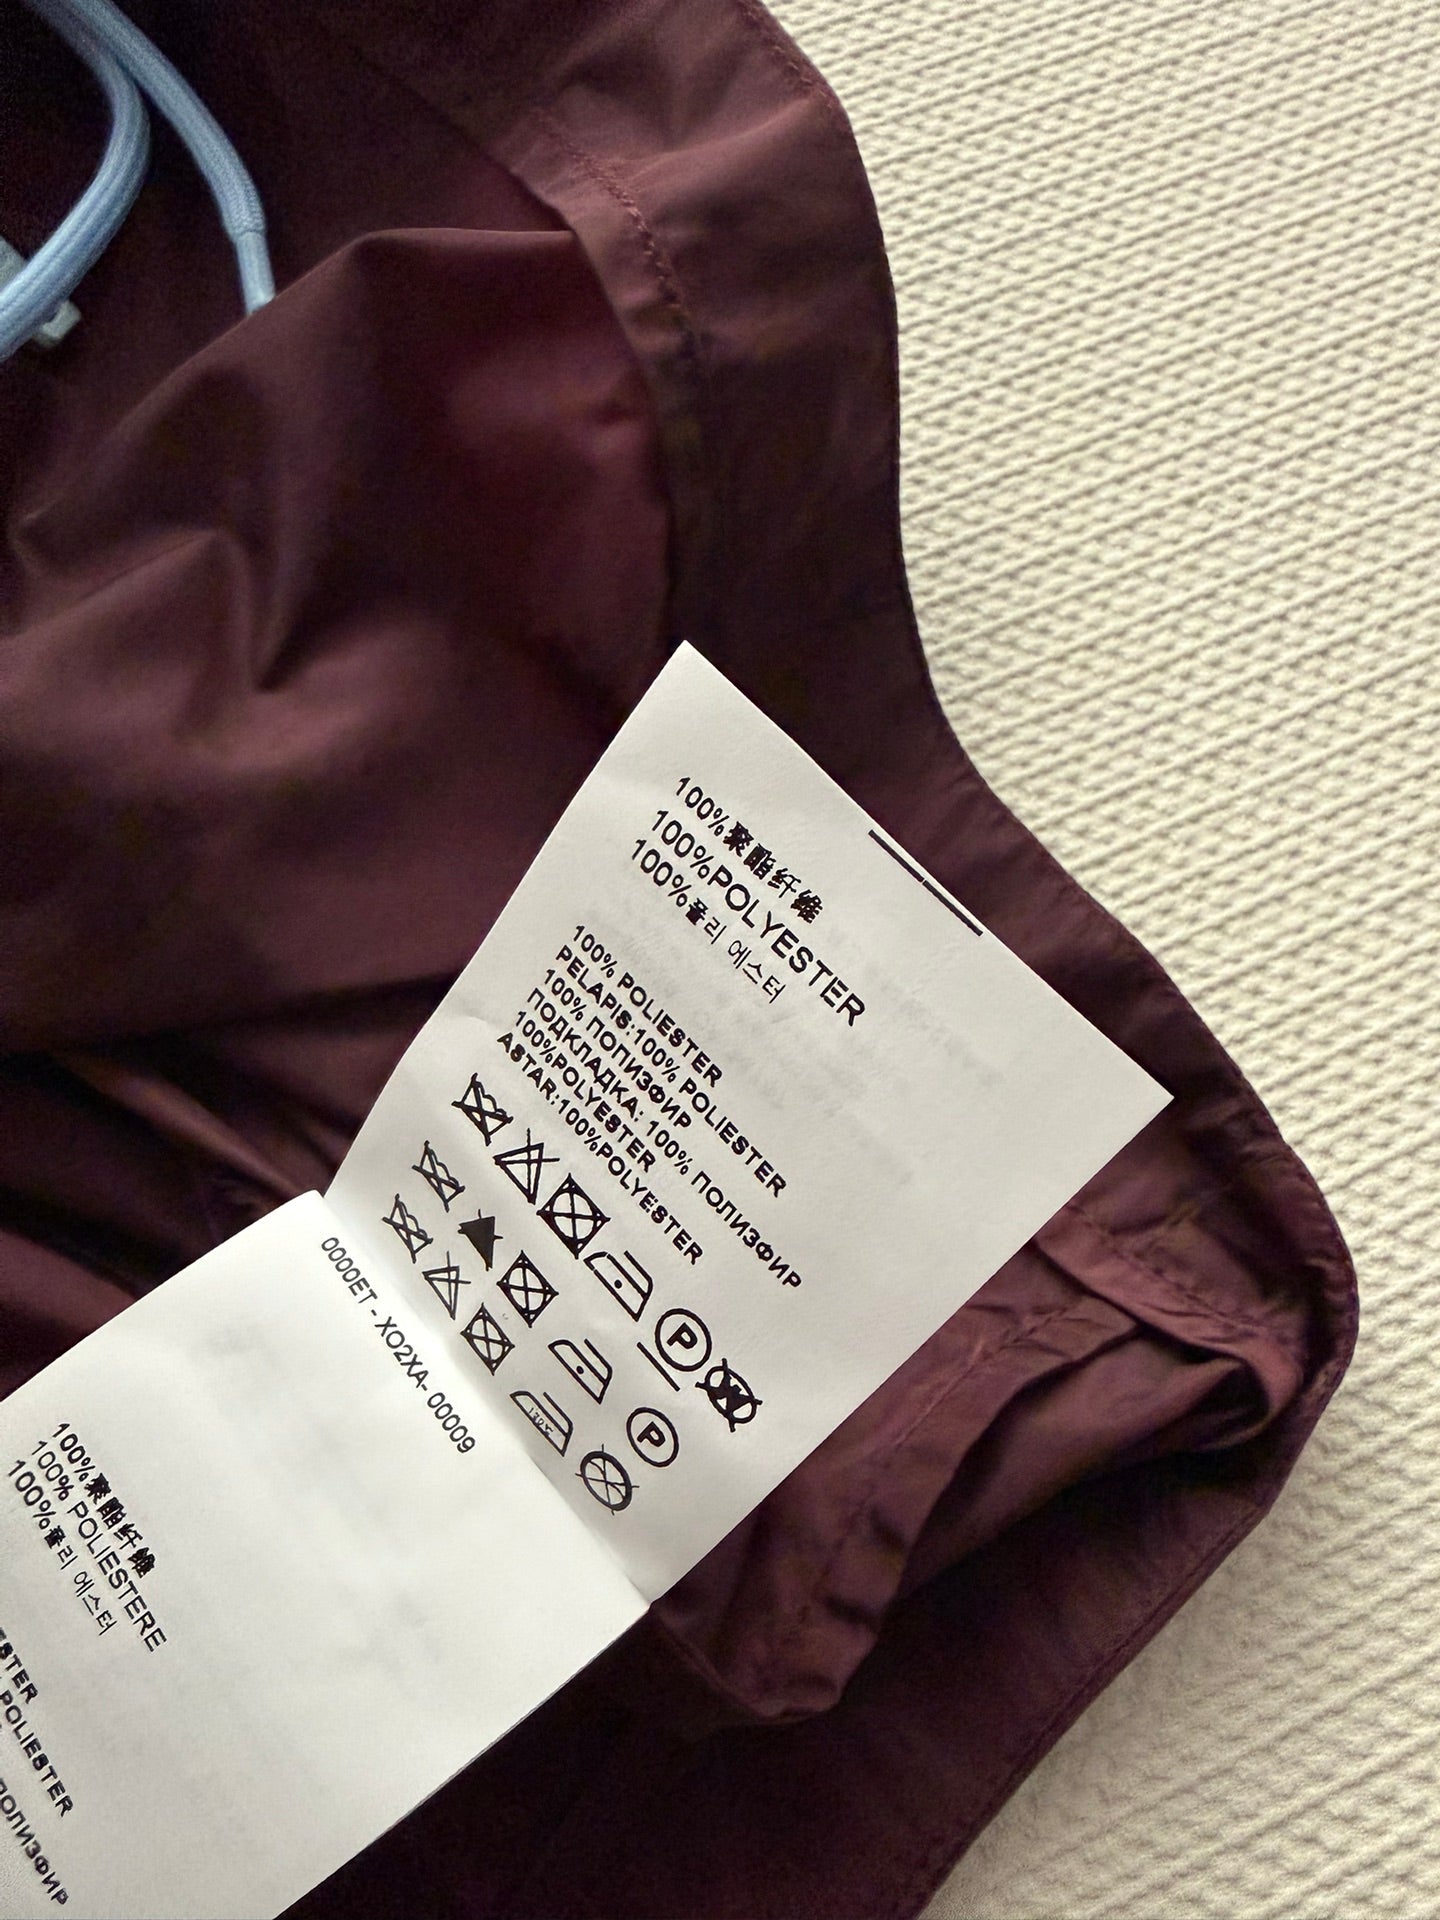 100%聚酯纤维
100%POLYESTER
100%폴리 에스터
100% POLIESTER
PELAPIS:100% POLIESTER
100% ПОЛИЭФИР
ПОДКЛАДКА: 100% ПОЛИЭФИР
100%POLYESTER
ASTAR:100%POLYESTER
P
W
P
0000ET - XO2XA- 00009
100%聚酯纤维
100% POLIESTERE
100%폴리 에스터
STER
POLIESTER
ПОЛИЭФИР